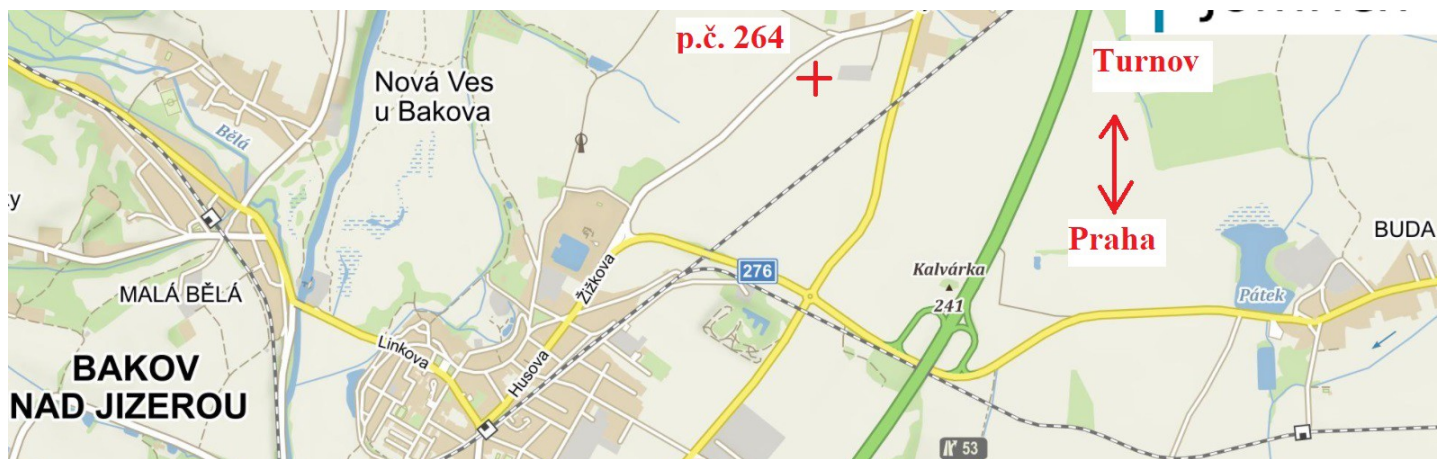 p.č. 264
Turnov
Nová Ves
u Bakova
Bělá
Praha
BUDA
276
Kalvárka
241
Pátek
Žižkova
MALÁ BĚLÁ
Linkova
Husova
BAKOV
NAD JIZEROU
53